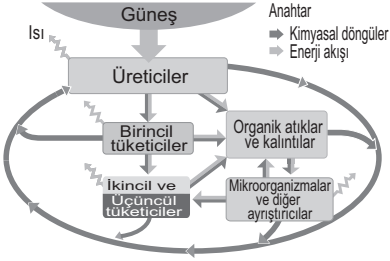 Güneş
Anahtar
Kimyasal döngüler
Enerji akışı
Isı
Üreticiler
Birincil
tüketiciler
Organik atıklar
ve kalıntılar
İkincil ve
Üçüncül
tüketiciler
Mikroorganizmalar
ve diğer
ayrıştırıcılar